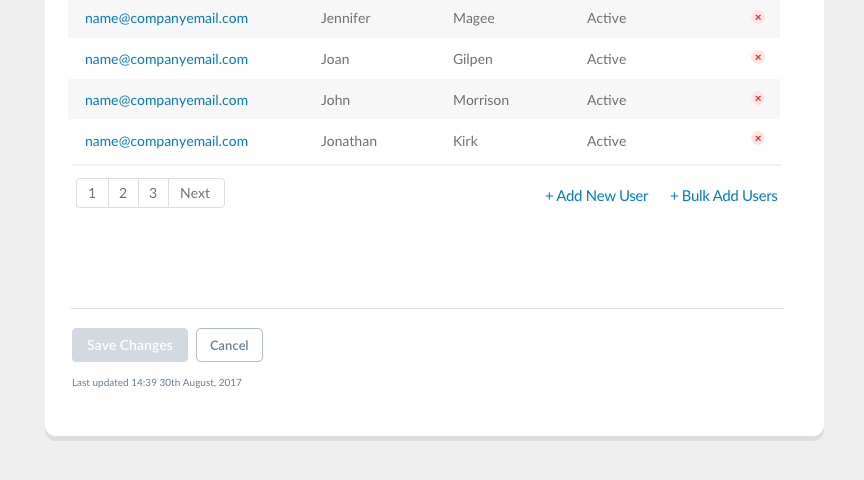 name@companyemail.com Jennifer Magee Active
name@companyemail.com Joan Gilpen Active
name@companyemail.com John Morrison Active
name@companyemail.com Jonathan Kirk Active
1 2 3 Next + Add New User + Bulk Add Users
Save Changes Cancel
Last updated 14:39 30th August, 2017